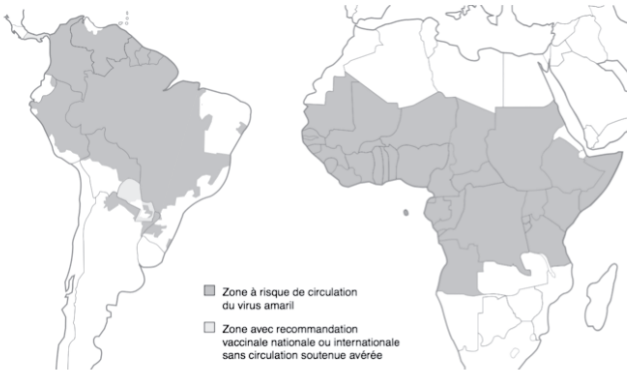 Zone à risque de circulation
du virus amaril
Zone avec recommandation
vaccinale nationale ou internationale
sans circulation soutenue avérée